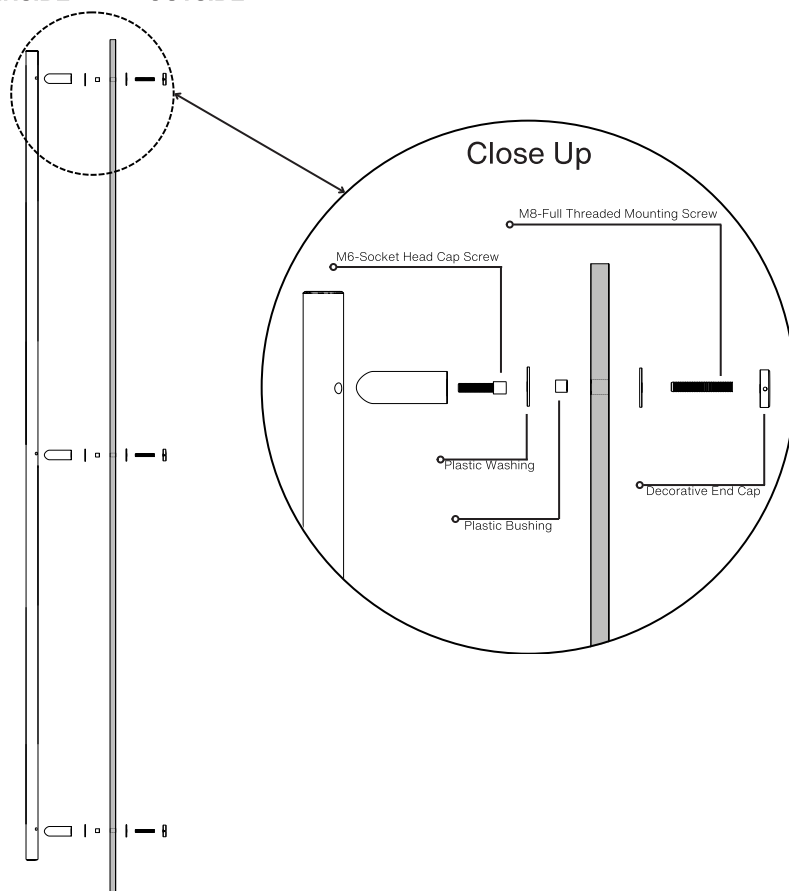 Close Up
M8-Full Threaded Mounting Screw
M6-Socket Head Cap Screw
Plastic Washing
Decorative End Cap
Plastic Bushing